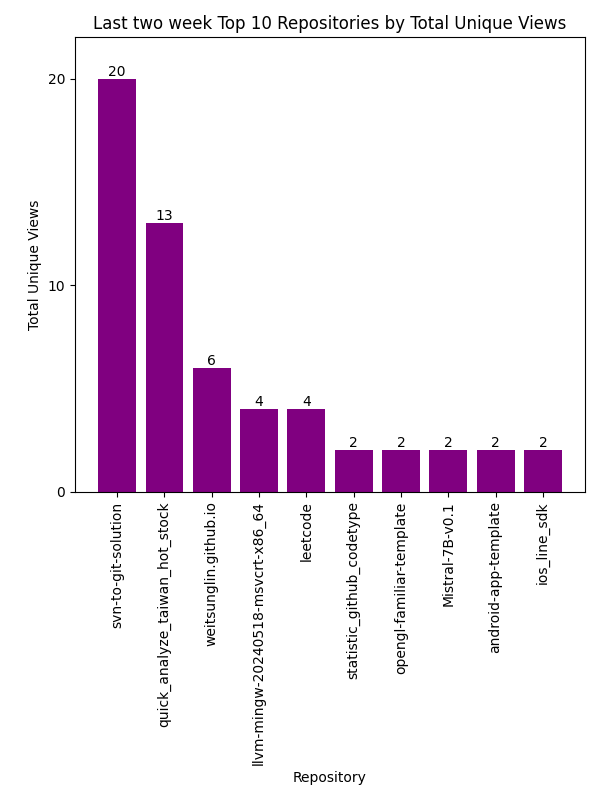 Last two week Top 10 Repositories by Total Unique Views
Total Unique Views
20
10
0
20
13
6
4
4
2
2
2
2
2
svn-to-git-solution
quick_analyze_taiwan_hot_stock
weitsunglin.github.io
llvm-mingw-20240518-msvcrt-x86_64
leetcode
statistic_github_codetype
opengl-familiar-template
Mistral-7B-v0.1
android-app-template
ios_line_sdk
Repository